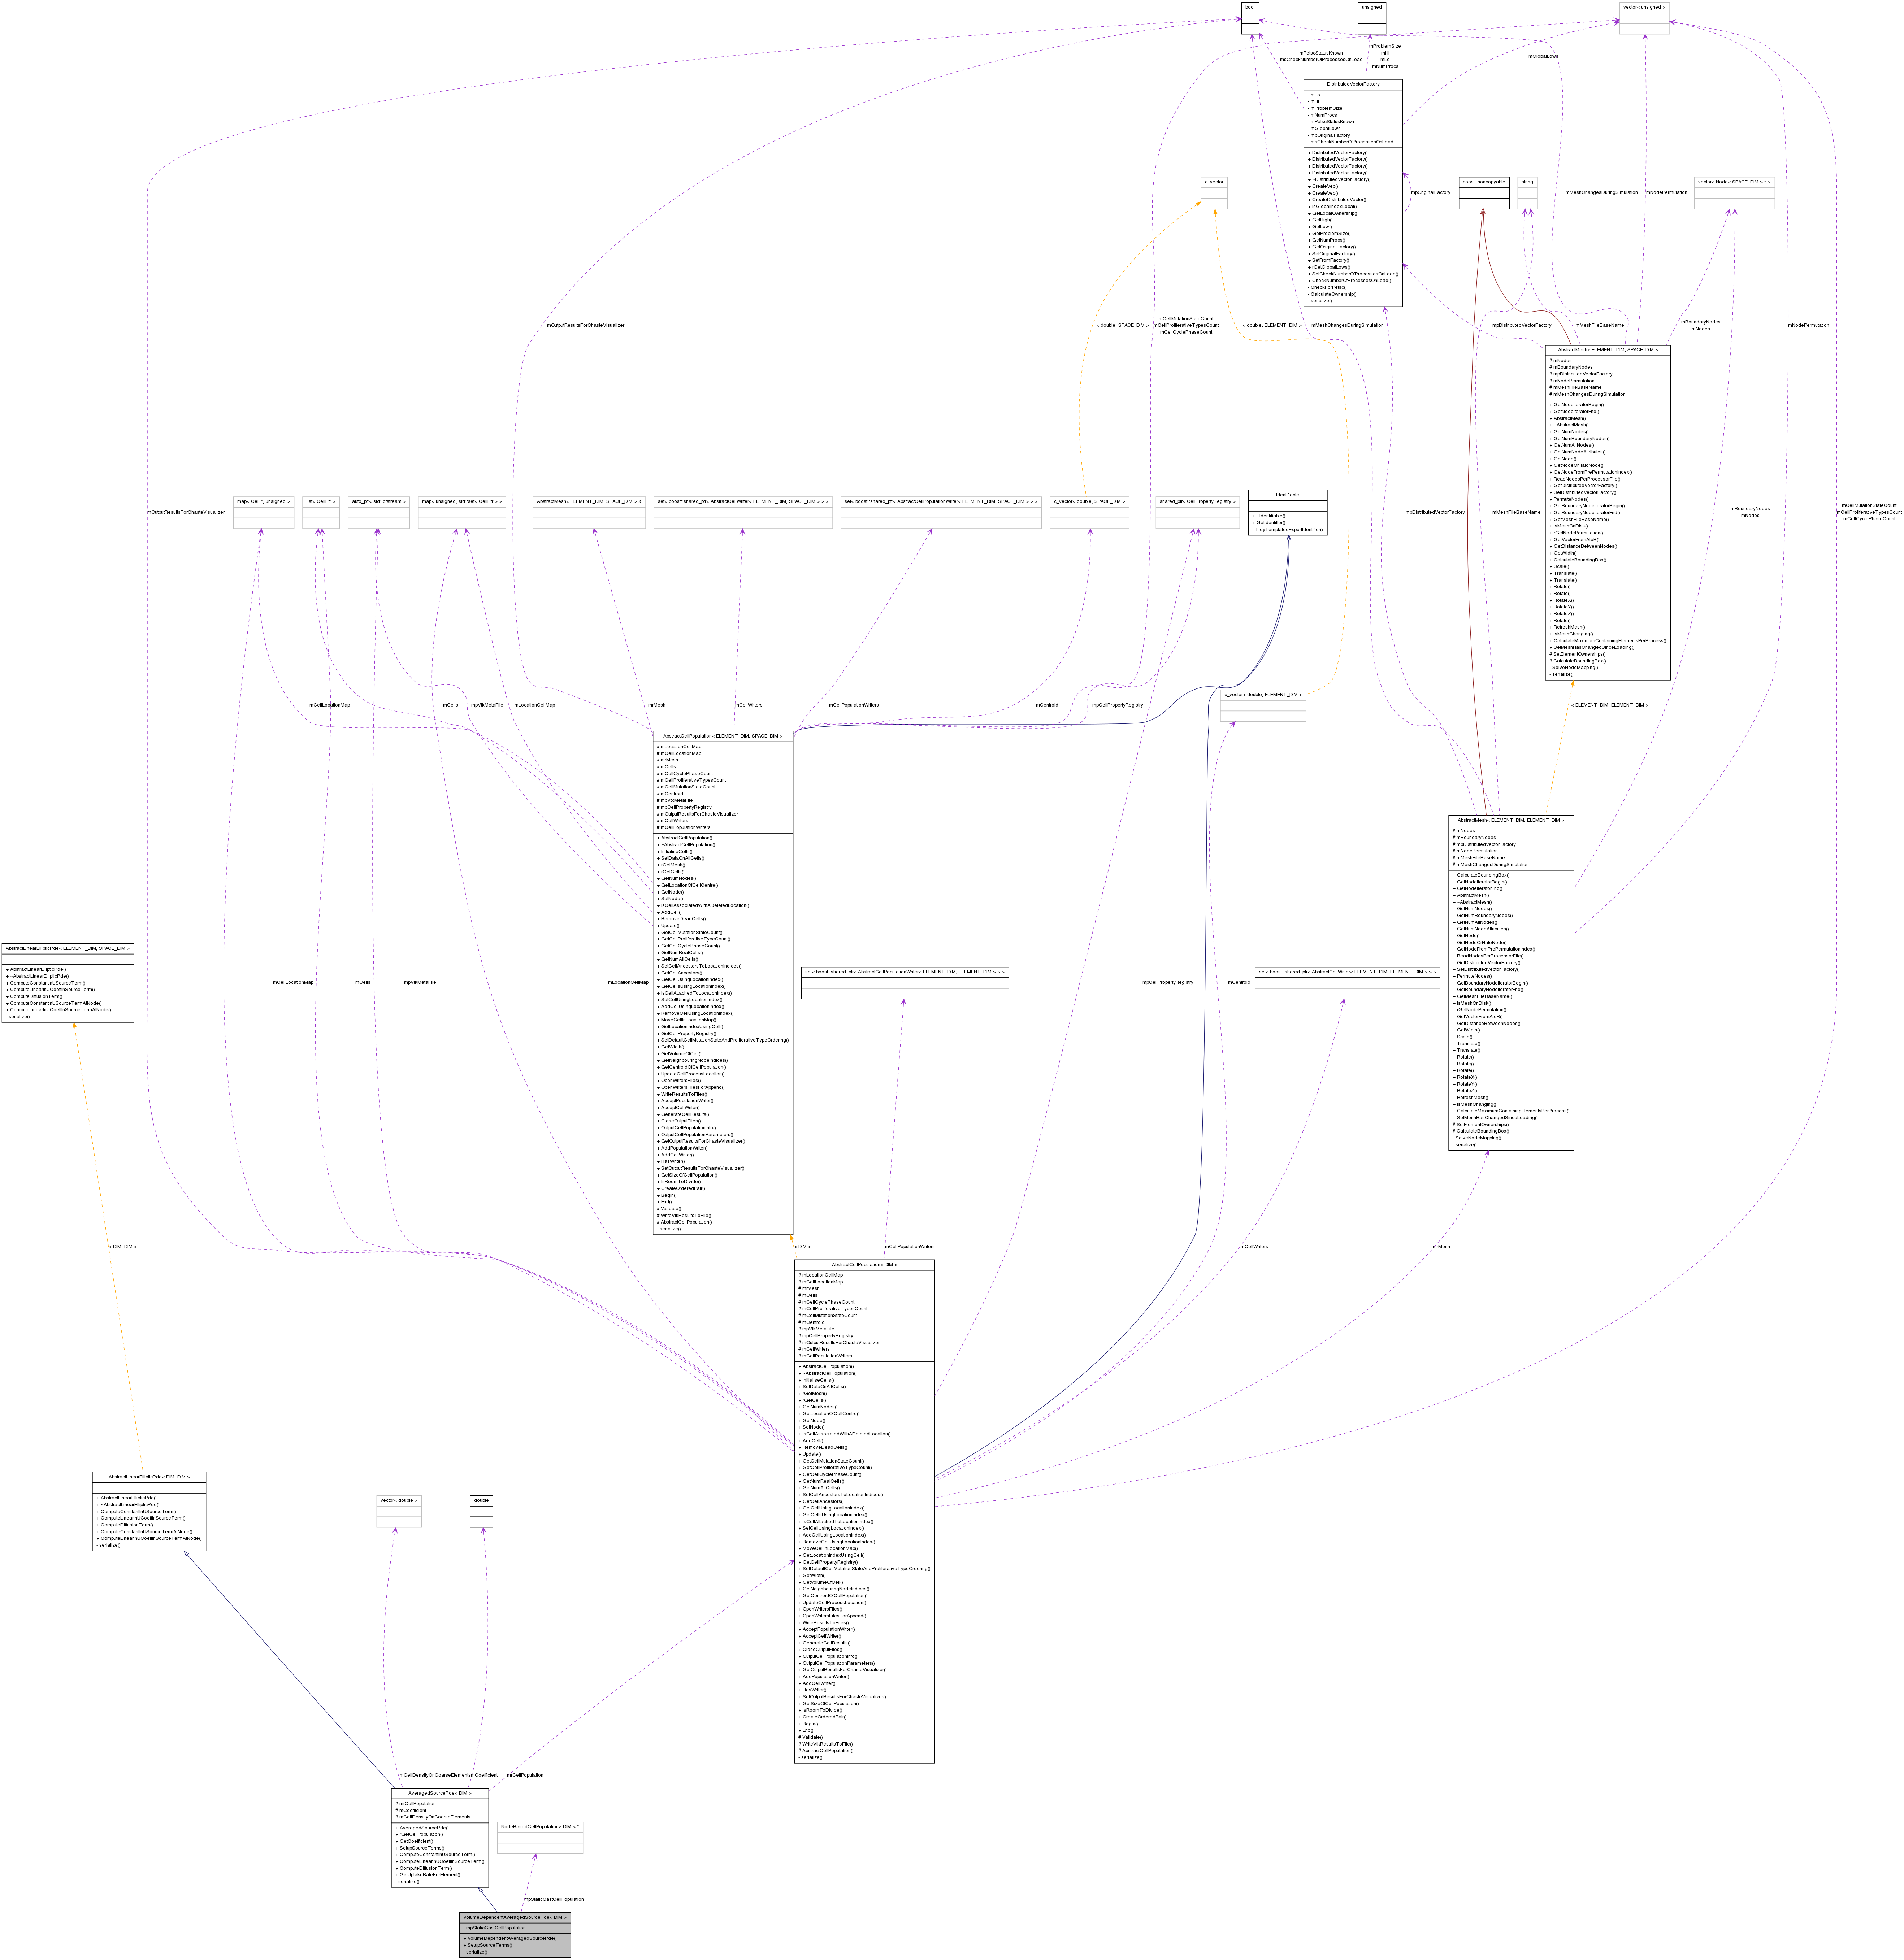 bool
unsigned
vector< unsigned >
mPetscStatusKnown
msCheckNumberOfProcessesOnLoad
mProblemSize
mHi
mLo
mNumProcs
mGlobalLows
DistributedVectorFactory
- mLo
- mHi
- mProblemSize
- mNumProcs
- mPetscStatusKnown
- mGlobalLows
- mpOriginalFactory
- msCheckNumberOfProcessesOnLoad
+ DistributedVectorFactory()
+ DistributedVectorFactory()
+ DistributedVectorFactory()
+ DistributedVectorFactory()
+ ~DistributedVectorFactory()
+ CreateVec()
+ CreateVec()
+ CreateDistributedVector()
+ IsGlobalIndexLocal()
+ GetLocalOwnership()
+ GetHigh()
+ GetLow()
+ GetProblemSize()
+ GetNumProcs()
+ GetOriginalFactory()
+ SetOriginalFactory()
+ SetFromFactory()
+ rGetGlobalLows()
+ SetCheckNumberOfProcessesOnLoad()
+ CheckNumberOfProcessesOnLoad()
- CheckForPetsc()
- CalculateOwnership()
- serialize()
mpOriginalFactory
c_vector
boost::noncopyable
string
vector< Node< SPACE_DIM > * >
mMeshChangesDuringSimulation
mNodePermutation
mOutputResultsForChasteVisualizer
< double, SPACE_DIM >
mCellMutationStateCount
mCellProliferativeTypesCount
mCellCyclePhaseCount
< double, ELEMENT_DIM >
mMeshChangesDuringSimulation
mpDistributedVectorFactory
mMeshFileBaseName
mBoundaryNodes
mNodes
mNodePermutation
AbstractMesh< ELEMENT_DIM, SPACE_DIM >
# mNodes
# mBoundaryNodes
# mpDistributedVectorFactory
# mNodePermutation
# mMeshFileBaseName
# mMeshChangesDuringSimulation
+ GetNodeIteratorBegin()
+ GetNodeIteratorEnd()
+ AbstractMesh()
+ ~AbstractMesh()
+ GetNumNodes()
+ GetNumBoundaryNodes()
+ GetNumAllNodes()
+ GetNumNodeAttributes()
+ GetNode()
+ GetNodeOrHaloNode()
+ GetNodeFromPrePermutationIndex()
+ ReadNodesPerProcessorFile()
+ GetDistributedVectorFactory()
+ SetDistributedVectorFactory()
+ PermuteNodes()
+ GetBoundaryNodeIteratorBegin()
+ GetBoundaryNodeIteratorEnd()
+ GetMeshFileBaseName()
+ IsMeshOnDisk()
+ rGetNodePermutation()
+ GetVectorFromAtoB()
+ GetDistanceBetweenNodes()
+ GetWidth()
+ CalculateBoundingBox()
+ Scale()
+ Translate()
+ Translate()
+ Rotate()
+ Rotate()
+ RotateX()
+ RotateY()
+ RotateZ()
+ Rotate()
+ RefreshMesh()
+ IsMeshChanging()
+ CalculateMaximumContainingElementsPerProcess()
+ SetMeshHasChangedSinceLoading()
# SetElementOwnerships()
# CalculateBoundingBox()
- SolveNodeMapping()
- serialize()
map< Cell *, unsigned >
list< CellPtr >
auto_ptr< std::ofstream >
map< unsigned, std::set< CellPtr > >
AbstractMesh< ELEMENT_DIM, SPACE_DIM > &
set< boost::shared_ptr< AbstractCellWriter< ELEMENT_DIM, SPACE_DIM > > >
set< boost::shared_ptr< AbstractCellPopulationWriter< ELEMENT_DIM, SPACE_DIM > > >
c_vector< double, SPACE_DIM >
shared_ptr< CellPropertyRegistry >
Identifiable
+ ~Identifiable()
+ GetIdentifier()
- TidyTemplatedExportIdentifier()
mOutputResultsForChasteVisualizer
mpDistributedVectorFactory
mMeshFileBaseName
mBoundaryNodes
mNodes
mCellMutationStateCount
mCellProliferativeTypesCount
mCellCyclePhaseCount
c_vector< double, ELEMENT_DIM >
mCellLocationMap
mCells
mpVtkMetaFile
mLocationCellMap
mrMesh
mCellWriters
mCellPopulationWriters
mCentroid
mpCellPropertyRegistry
< ELEMENT_DIM, ELEMENT_DIM >
AbstractCellPopulation< ELEMENT_DIM, SPACE_DIM >
# mLocationCellMap
# mCellLocationMap
# mrMesh
# mCells
# mCellCyclePhaseCount
# mCellProliferativeTypesCount
# mCellMutationStateCount
# mCentroid
# mpVtkMetaFile
# mpCellPropertyRegistry
# mOutputResultsForChasteVisualizer
# mCellWriters
# mCellPopulationWriters
+ AbstractCellPopulation()
+ ~AbstractCellPopulation()
+ InitialiseCells()
+ SetDataOnAllCells()
+ rGetMesh()
+ rGetCells()
+ GetNumNodes()
+ GetLocationOfCellCentre()
+ GetNode()
+ SetNode()
+ IsCellAssociatedWithADeletedLocation()
+ AddCell()
+ RemoveDeadCells()
+ Update()
+ GetCellMutationStateCount()
+ GetCellProliferativeTypeCount()
+ GetCellCyclePhaseCount()
+ GetNumRealCells()
+ GetNumAllCells()
+ SetCellAncestorsToLocationIndices()
+ GetCellAncestors()
+ GetCellUsingLocationIndex()
+ GetCellsUsingLocationIndex()
+ IsCellAttachedToLocationIndex()
+ SetCellUsingLocationIndex()
+ AddCellUsingLocationIndex()
+ RemoveCellUsingLocationIndex()
+ MoveCellInLocationMap()
+ GetLocationIndexUsingCell()
+ GetCellPropertyRegistry()
+ SetDefaultCellMutationStateAndProliferativeTypeOrdering()
+ GetWidth()
+ GetVolumeOfCell()
+ GetNeighbouringNodeIndices()
+ GetCentroidOfCellPopulation()
+ UpdateCellProcessLocation()
+ OpenWritersFiles()
+ OpenWritersFilesForAppend()
+ WriteResultsToFiles()
+ AcceptPopulationWriter()
+ AcceptCellWriter()
+ GenerateCellResults()
+ CloseOutputFiles()
+ OutputCellPopulationInfo()
+ OutputCellPopulationParameters()
+ GetOutputResultsForChasteVisualizer()
+ AddPopulationWriter()
+ AddCellWriter()
+ HasWriter()
+ SetOutputResultsForChasteVisualizer()
+ GetSizeOfCellPopulation()
+ IsRoomToDivide()
+ CreateOrderedPair()
+ Begin()
+ End()
# Validate()
# WriteVtkResultsToFile()
# AbstractCellPopulation()
- serialize()
AbstractMesh< ELEMENT_DIM, ELEMENT_DIM >
# mNodes
# mBoundaryNodes
# mpDistributedVectorFactory
# mNodePermutation
# mMeshFileBaseName
# mMeshChangesDuringSimulation
+ CalculateBoundingBox()
+ GetNodeIteratorBegin()
+ GetNodeIteratorEnd()
+ AbstractMesh()
+ ~AbstractMesh()
+ GetNumNodes()
+ GetNumBoundaryNodes()
+ GetNumAllNodes()
+ GetNumNodeAttributes()
+ GetNode()
+ GetNodeOrHaloNode()
+ GetNodeFromPrePermutationIndex()
+ ReadNodesPerProcessorFile()
+ GetDistributedVectorFactory()
+ SetDistributedVectorFactory()
+ PermuteNodes()
+ GetBoundaryNodeIteratorBegin()
+ GetBoundaryNodeIteratorEnd()
+ GetMeshFileBaseName()
+ IsMeshOnDisk()
+ rGetNodePermutation()
+ GetVectorFromAtoB()
+ GetDistanceBetweenNodes()
+ GetWidth()
+ Scale()
+ Translate()
+ Translate()
+ Rotate()
+ Rotate()
+ Rotate()
+ RotateX()
+ RotateY()
+ RotateZ()
+ RefreshMesh()
+ IsMeshChanging()
+ CalculateMaximumContainingElementsPerProcess()
+ SetMeshHasChangedSinceLoading()
# SetElementOwnerships()
# CalculateBoundingBox()
- SolveNodeMapping()
- serialize()
AbstractLinearEllipticPde< ELEMENT_DIM, SPACE_DIM >
+ AbstractLinearEllipticPde()
+ ~AbstractLinearEllipticPde()
+ ComputeConstantInUSourceTerm()
+ ComputeLinearInUCoeffInSourceTerm()
+ ComputeDiffusionTerm()
+ ComputeConstantInUSourceTermAtNode()
+ ComputeLinearInUCoeffInSourceTermAtNode()
- serialize()
mCellLocationMap
mCells
mpVtkMetaFile
mLocationCellMap
set< boost::shared_ptr< AbstractCellPopulationWriter< ELEMENT_DIM, ELEMENT_DIM > > >
mpCellPropertyRegistry
mCentroid
set< boost::shared_ptr< AbstractCellWriter< ELEMENT_DIM, ELEMENT_DIM > > >
< DIM, DIM >
< DIM >
mCellPopulationWriters
mCellWriters
mrMesh
AbstractCellPopulation< DIM >
# mLocationCellMap
# mCellLocationMap
# mrMesh
# mCells
# mCellCyclePhaseCount
# mCellProliferativeTypesCount
# mCellMutationStateCount
# mCentroid
# mpVtkMetaFile
# mpCellPropertyRegistry
# mOutputResultsForChasteVisualizer
# mCellWriters
# mCellPopulationWriters
+ AbstractCellPopulation()
+ ~AbstractCellPopulation()
+ InitialiseCells()
+ SetDataOnAllCells()
+ rGetMesh()
+ rGetCells()
+ GetNumNodes()
+ GetLocationOfCellCentre()
+ GetNode()
+ SetNode()
+ IsCellAssociatedWithADeletedLocation()
+ AddCell()
+ RemoveDeadCells()
+ Update()
+ GetCellMutationStateCount()
+ GetCellProliferativeTypeCount()
+ GetCellCyclePhaseCount()
+ GetNumRealCells()
+ GetNumAllCells()
+ SetCellAncestorsToLocationIndices()
+ GetCellAncestors()
+ GetCellUsingLocationIndex()
+ GetCellsUsingLocationIndex()
+ IsCellAttachedToLocationIndex()
+ SetCellUsingLocationIndex()
+ AddCellUsingLocationIndex()
+ RemoveCellUsingLocationIndex()
+ MoveCellInLocationMap()
+ GetLocationIndexUsingCell()
+ GetCellPropertyRegistry()
+ SetDefaultCellMutationStateAndProliferativeTypeOrdering()
+ GetWidth()
+ GetVolumeOfCell()
+ GetNeighbouringNodeIndices()
+ GetCentroidOfCellPopulation()
+ UpdateCellProcessLocation()
+ OpenWritersFiles()
+ OpenWritersFilesForAppend()
+ WriteResultsToFiles()
+ AcceptPopulationWriter()
+ AcceptCellWriter()
+ GenerateCellResults()
+ CloseOutputFiles()
+ OutputCellPopulationInfo()
+ OutputCellPopulationParameters()
+ GetOutputResultsForChasteVisualizer()
+ AddPopulationWriter()
+ AddCellWriter()
+ HasWriter()
+ SetOutputResultsForChasteVisualizer()
+ GetSizeOfCellPopulation()
+ IsRoomToDivide()
+ CreateOrderedPair()
+ Begin()
+ End()
# Validate()
# WriteVtkResultsToFile()
# AbstractCellPopulation()
- serialize()
AbstractLinearEllipticPde< DIM, DIM >
+ AbstractLinearEllipticPde()
+ ~AbstractLinearEllipticPde()
+ ComputeConstantInUSourceTerm()
+ ComputeLinearInUCoeffInSourceTerm()
+ ComputeDiffusionTerm()
+ ComputeConstantInUSourceTermAtNode()
+ ComputeLinearInUCoeffInSourceTermAtNode()
- serialize()
vector< double >
double
mCellDensityOnCoarseElements
mCoefficient
mrCellPopulation
AveragedSourcePde< DIM >
# mrCellPopulation
# mCoefficient
# mCellDensityOnCoarseElements
+ AveragedSourcePde()
+ rGetCellPopulation()
+ GetCoefficient()
+ SetupSourceTerms()
+ ComputeConstantInUSourceTerm()
+ ComputeLinearInUCoeffInSourceTerm()
+ ComputeDiffusionTerm()
+ GetUptakeRateForElement()
- serialize()
NodeBasedCellPopulation< DIM > *
mpStaticCastCellPopulation
VolumeDependentAveragedSourcePde< DIM >
- mpStaticCastCellPopulation
+ VolumeDependentAveragedSourcePde()
+ SetupSourceTerms()
- serialize()